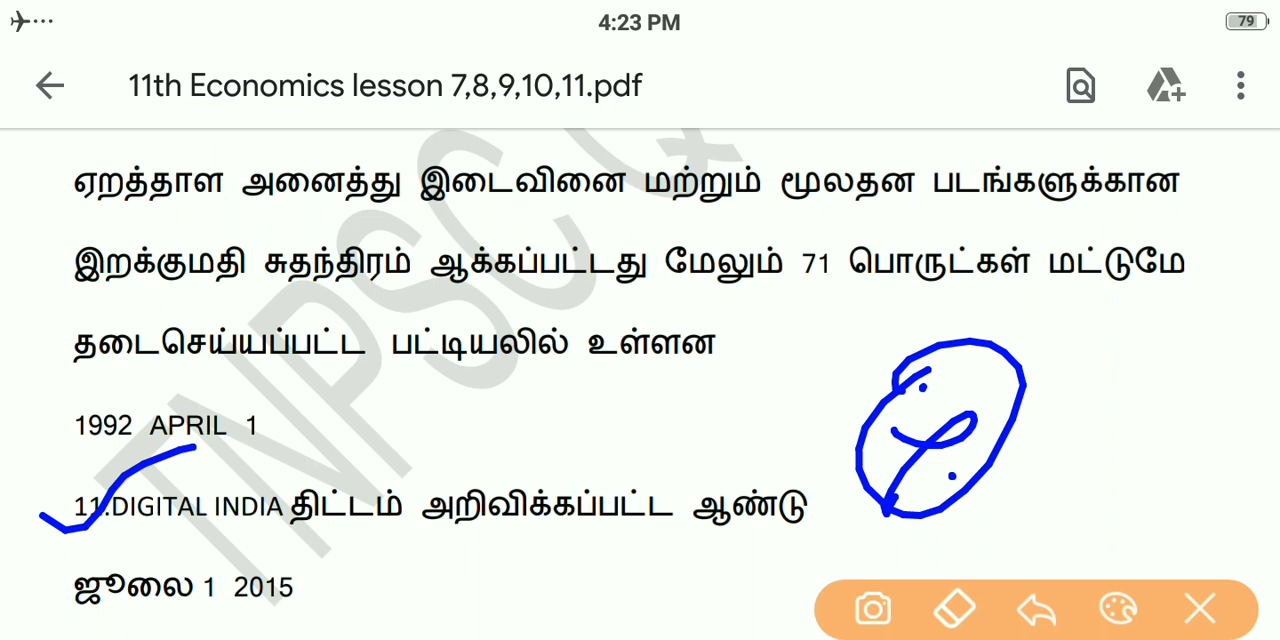 4:23 PM
79
11th Economics lesson 7,8,9,10,11.pdf
ஏறத்தாள அனைத்து இடைவினை மற்றும் மூலதன படங்களுக்கான
இறக்குமதி சுதந்திரம் ஆக்கப்பட்டது மேலும் 71 பொருட்கள் மட்டுமே
தடைசெய்யப்பட்ட பட்டியலில் உள்ளன
1992 APRIL 1
11.DIGITAL INDIA திட்டம் அறிவிக்கப்பட்ட ஆண்டு
ஜூலை 1 2015
TNPSC Q